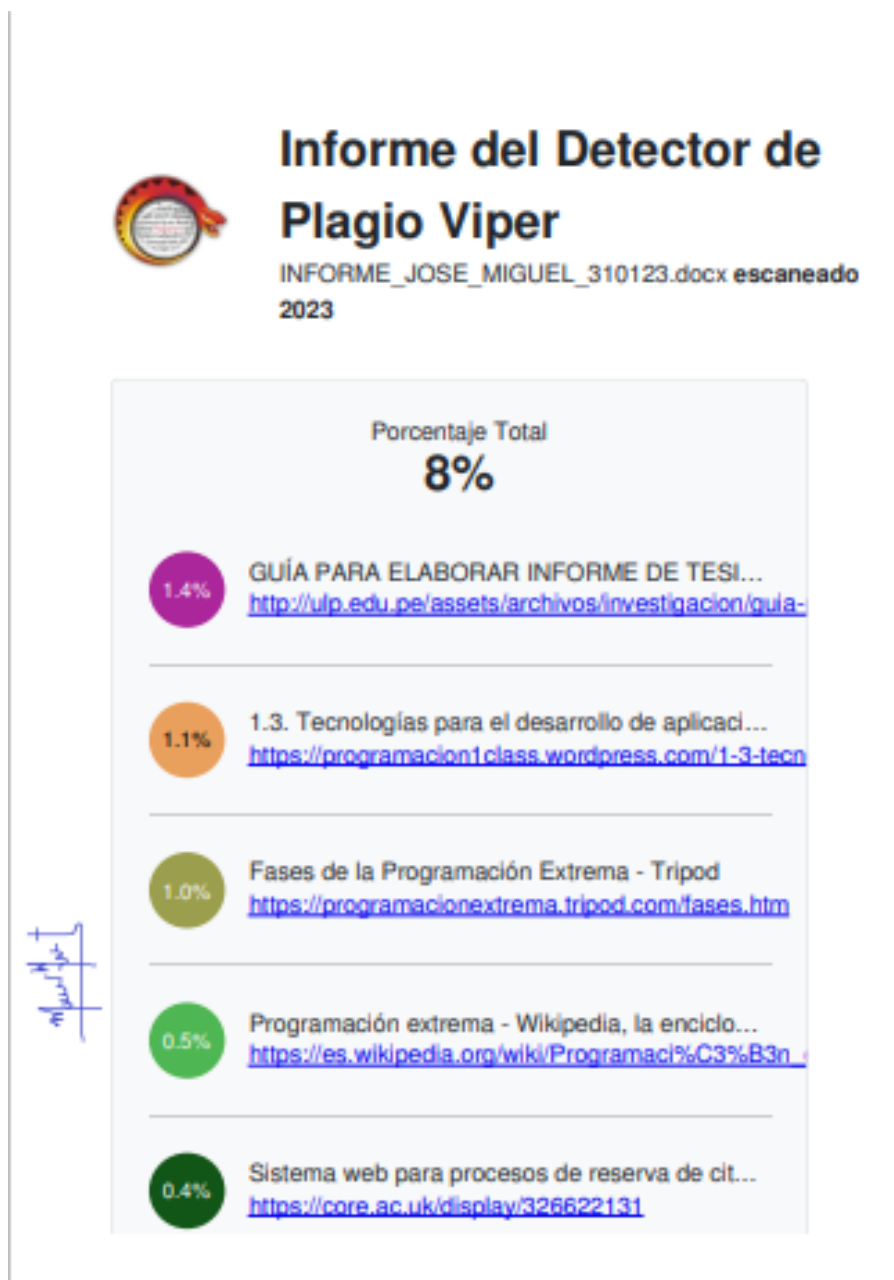 Informe del Detector de
Plagio Viper
INFORME_JOSE_MIGUEL_310123.docx escaneado
2023
Porcentaje Total
8%
1.4%
GUÍA PARA ELABORAR INFORME DE TESI...
http://ulp.edu.pe/assets/archivos/investigacion/guia-
1.1%
1.3. Tecnologías para el desarrollo de aplicaci...
https://programacion1class.wordpress.com/1-3-tecn
1.0%
Fases de la Programación Extrema - Tripod
https://programacionextrema.tripod.com/fases.htm
0.5%
Programación extrema - Wikipedia, la enciclo...
https://es.wikipedia.org/wiki/Programaci%C3%B3n_
0.4%
Sistema web para procesos de reserva de cit...
https://core.ac.uk/display/326622131